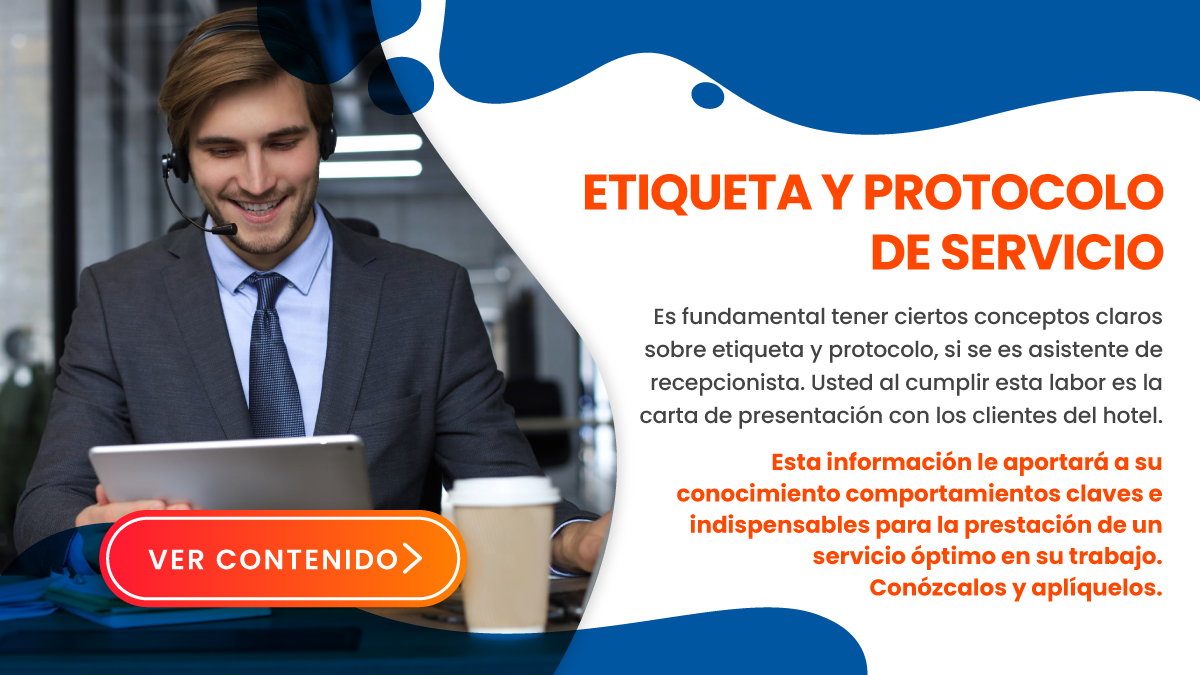 ETIQUETA Y PROTOCOLO
DE SERVICIO
Es fundamental tener ciertos conceptos claros
sobre etiqueta y protocolo, si se es asistente de
recepcionista. Usted al cumplir esta labor es la
carta de presentación con los clientes del hotel.
Esta información le aportará a su
conocimiento comportamientos claves e
indispensables para la prestación de un
servicio óptimo en su trabajo.
Conózcalos y aplíquelos.
VER CONTENIDO